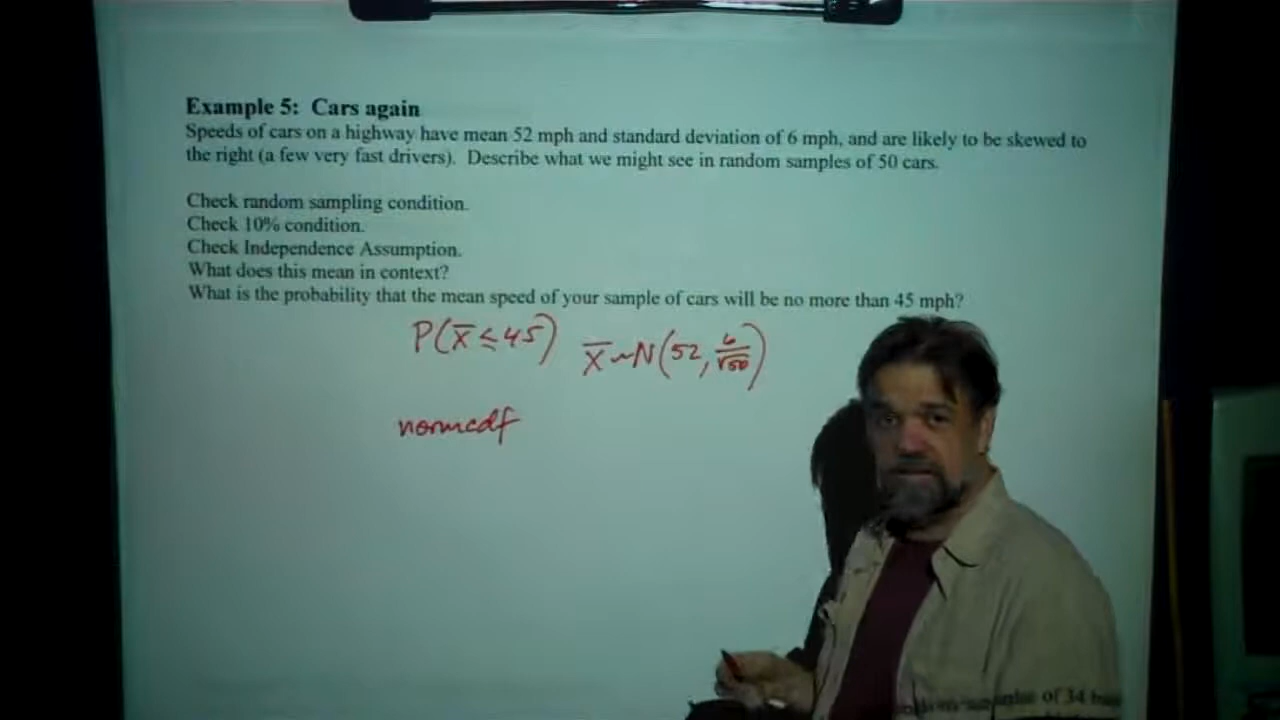 Example 5: Cars again
Speeds of cars on a highway have mean 52 mph and standard deviation of 6 mph, and are likely to be skewed to
the right (a few very fast drivers). Describe what we might see in random samples of 50 cars.
Check random sampling condition.
Check 10% condition.
Check Independence Assumption.
What does this mean in context?
What is the probability that the mean speed of your sample of cars will be no more than 45 mph?
P(x̄ ≤ 45) x̄ ~ N(52, 6/√50)
normcdf
of 34